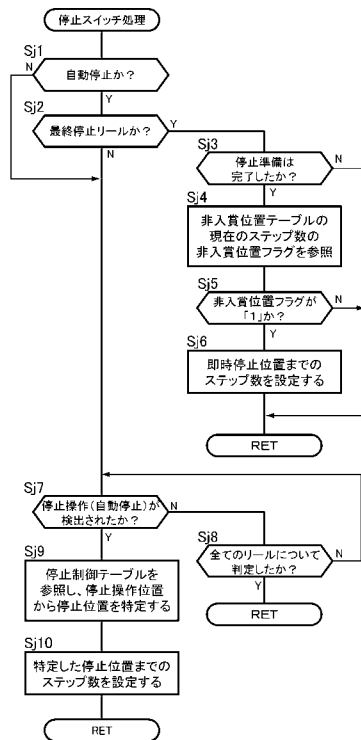 停止スイッチ処理
Sj1
N
自動停止か？
Y
Sj2
最終停止リールか？
Y
N
Sj3
停止準備は
完了したか？
N
Y
Sj4
非入賞位置テーブルの
現在のステップ数の
非入賞位置フラグを参照
Sj5
非入賞位置フラグが
「1」か？
N
Y
Sj6
即時停止位置までの
ステップ数を設定する
RET
Sj7
停止操作(自動停止)が
検出されたか？
N
Y
Sj8
全てのリールについて
判定したか？
N
Y
RET
Sj9
停止制御テーブルを
参照し、停止操作位置
から停止位置を特定する
Sj10
特定した停止位置までの
ステップ数を設定する
RET